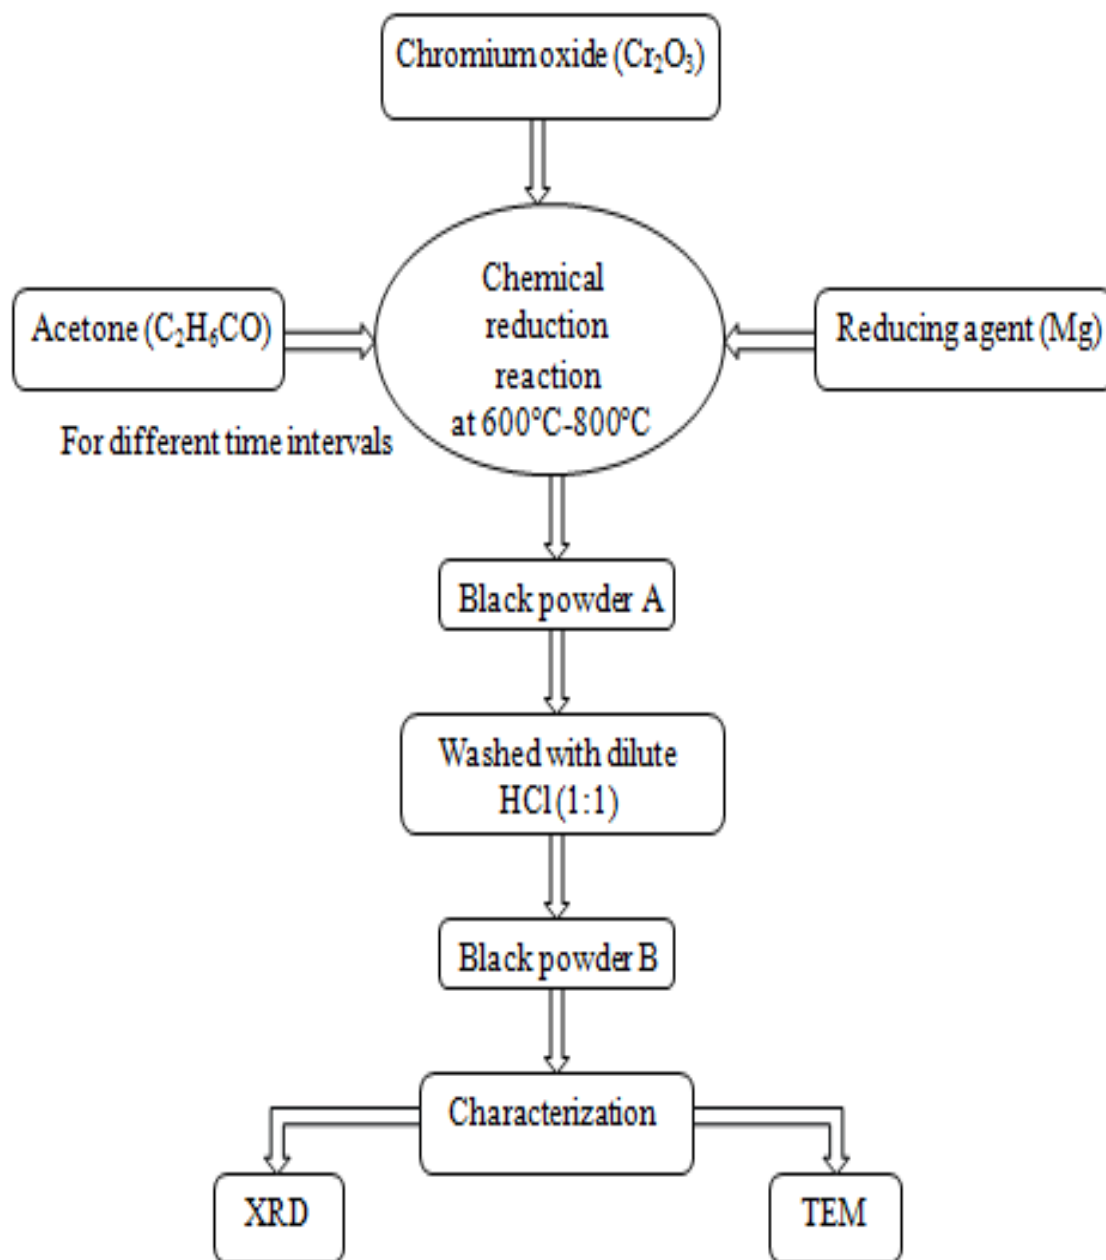 Chromium oxide (Cr₂O₃)
Chemical
reduction
reaction
at 600°C-800°C
Acetone (C₂H₆CO)
Reducing agent (Mg)
For different time intervals
Black powder A
Washed with dilute
HCl (1:1)
Black powder B
Characterization
XRD
TEM